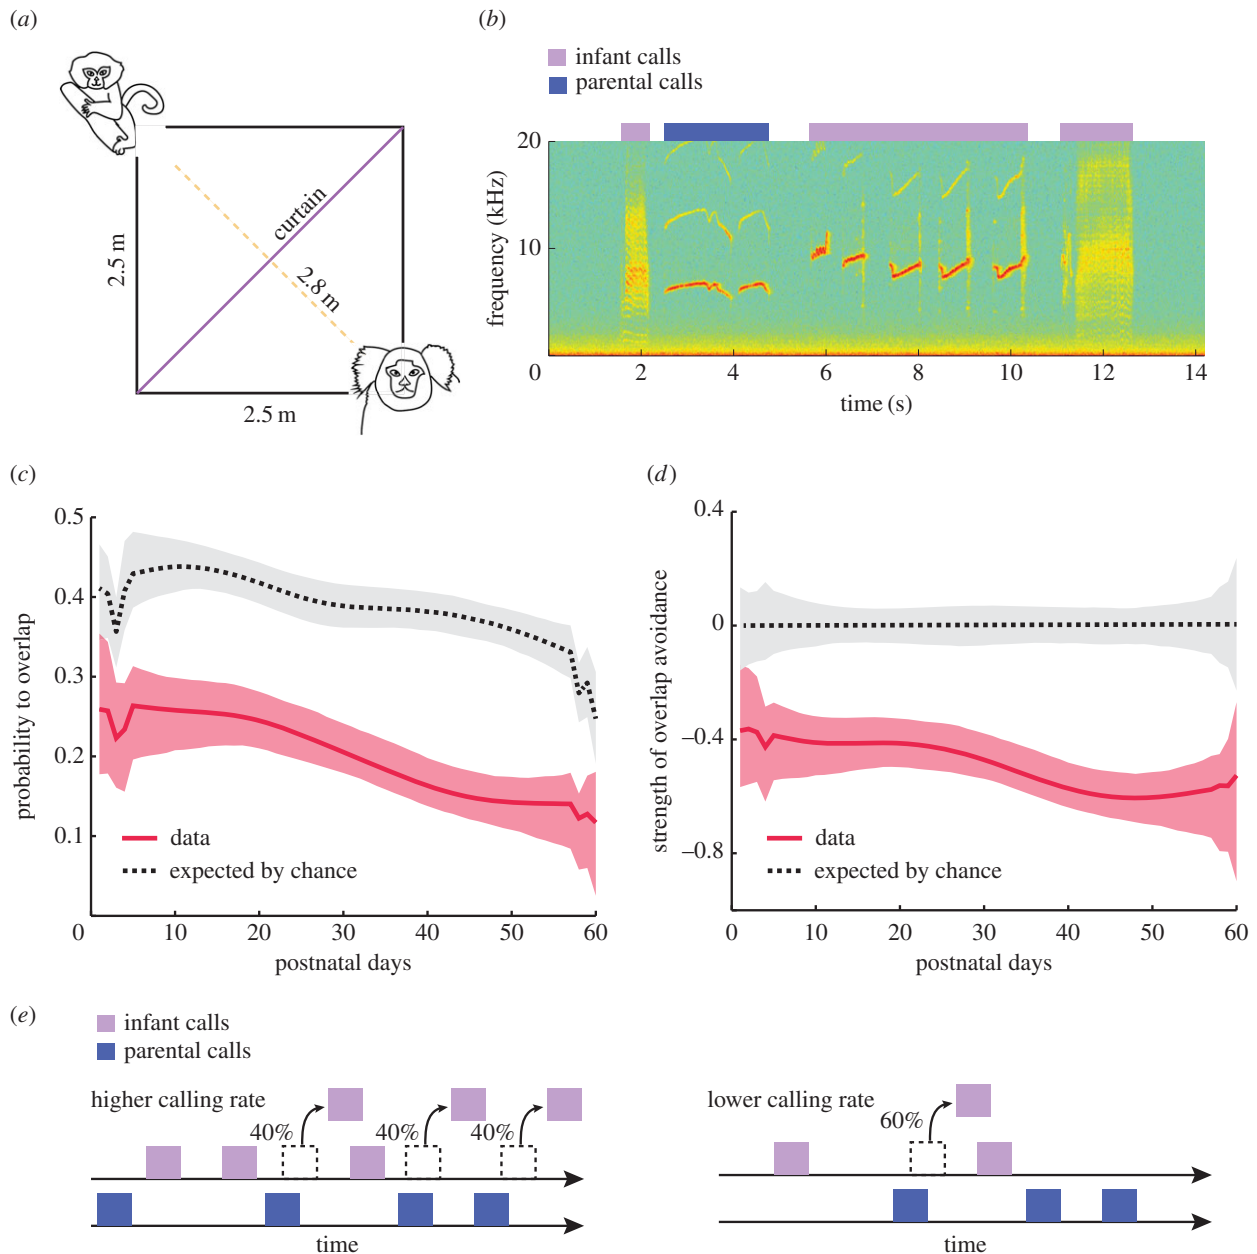 (a)
curtain
2.8 m
2.5 m
2.5 m
(b)
infant calls
parental calls
20
10
0
frequency (kHz)
0 2 4 6 8 10 12 14
time (s)
(c)
0.5
0.4
0.3
0.2
0.1
probability to overlap
data
expected by chance
0 10 20 30 40 50 60
postnatal days
(d)
0.4
0
–0.4
–0.8
strength of overlap avoidance
data
expected by chance
0 10 20 30 40 50 60
postnatal days
(e)
infant calls
parental calls
higher calling rate
40% 40% 40%
time
lower calling rate
60%
time